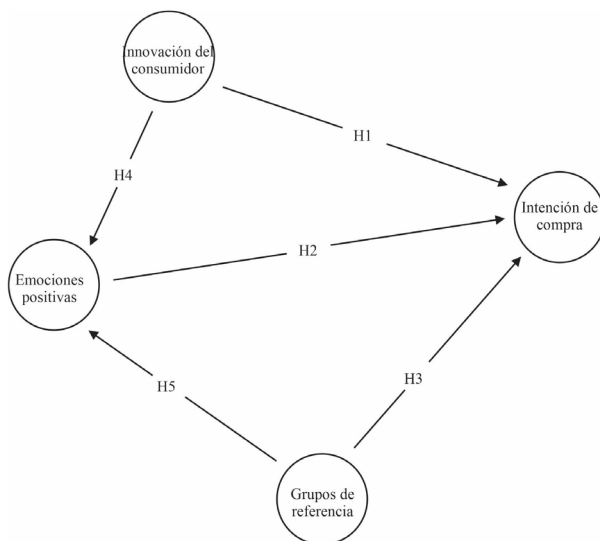 Innovación del
consumidor
H1
H4
Intención de
compra
H2
Emociones
positivas
H5
H3
Grupos de
referencia